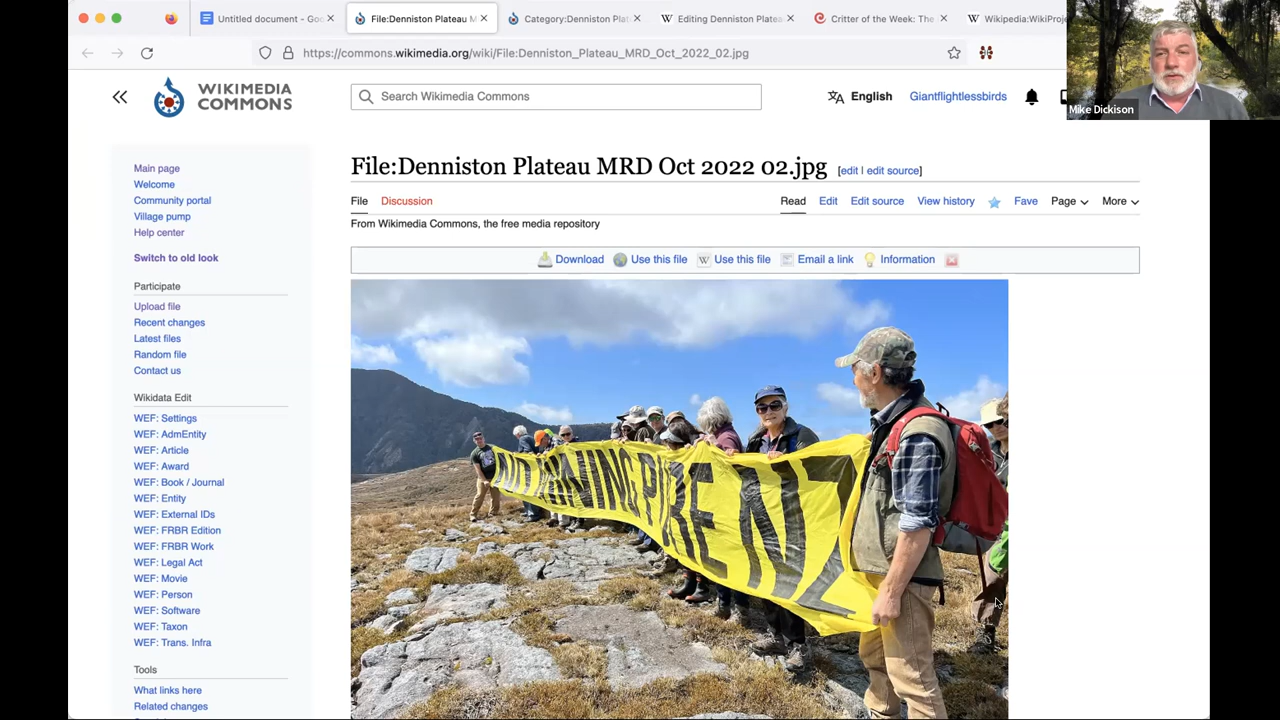 Untitled document - Goo
File:Denniston Plateau M
Category:Denniston Plat
Editing Denniston Platea
Critter of the Week: The
Wikipedia:WikiProj
https://commons.wikimedia.org/wiki/File:Denniston_Plateau_MRD_Oct_2022_02.jpg
Mike Dickison
WIKIMEDIA
COMMONS
Search Wikimedia Commons
English
Giantflightlessbirds
Main page
Welcome
Community portal
Village pump
Help center
Switch to old look
Participate
Upload file
Recent changes
Latest files
Random file
Contact us
Wikidata Edit
WEF: Settings
WEF: AdmEntity
WEF: Article
WEF: Award
WEF: Book / Journal
WEF: Entity
WEF: External IDs
WEF: FRBR Edition
WEF: FRBR Work
WEF: Legal Act
WEF: Movie
WEF: Person
WEF: Software
WEF: Taxon
WEF: Trans. Infra
Tools
What links here
Related changes
File:Denniston Plateau MRD Oct 2022 02.jpg [edit | edit source]
File Discussion Read Edit Edit source View history Fave Page More
From Wikimedia Commons, the free media repository
Download Use this file Use this file Email a link Information
NO MINING PURE NZ